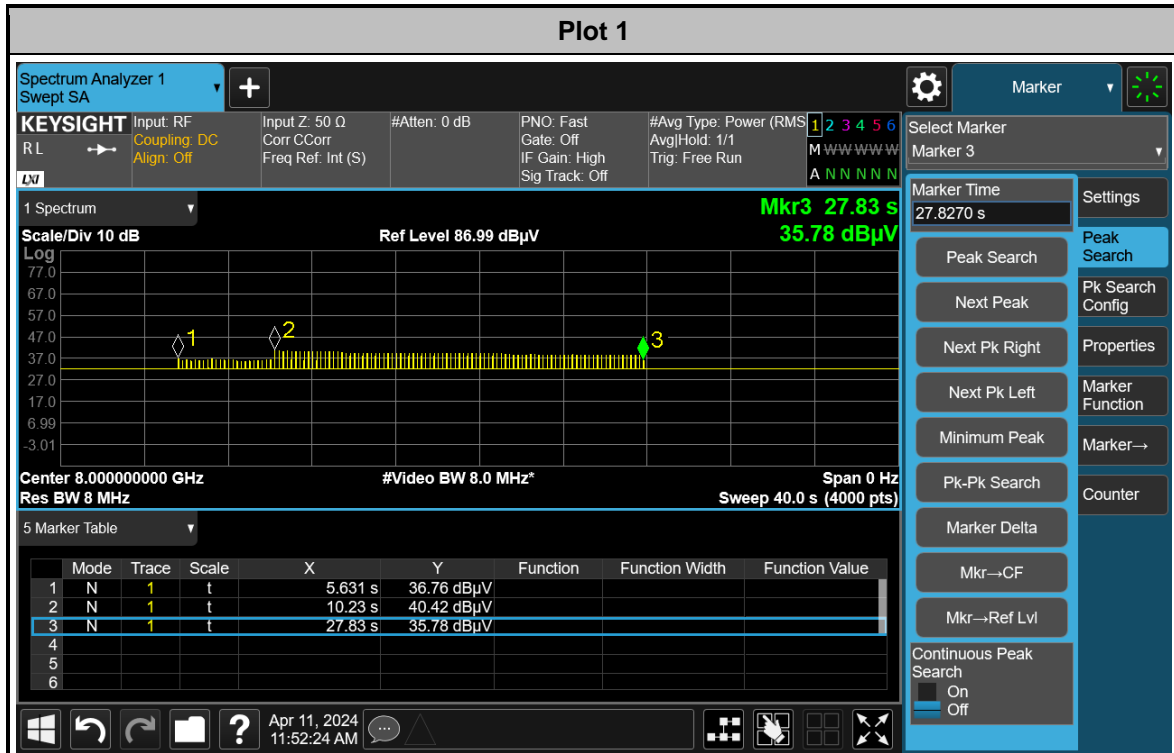 Plot 1
Spectrum Analyzer 1
Swept SA
Marker
KEYSIGHT
RL
LXI
Input: RF
Coupling: DC
Align: Off
Input Z: 50 Ω
Corr CCorr
Freq Ref: Int (S)
#Atten: 0 dB
PNO: Fast
Gate: Off
IF Gain: High
Sig Track: Off
#Avg Type: Power (RMS
Avg|Hold: 1/1
Trig: Free Run
1 2 3 4 5 6
M W W W W W
A N N N N N
Select Marker
Marker 3
1 Spectrum
Mkr3 27.83 s
Scale/Div 10 dB
Ref Level 86.99 dBµV
35.78 dBµV
Log
77.0
67.0
57.0
47.0
37.0
27.0
17.0
6.99
-3.01
1
2
3
Center 8.000000000 GHz
#Video BW 8.0 MHz*
Span 0 Hz
Res BW 8 MHz
Sweep 40.0 s (4000 pts)
5 Marker Table
Mode Trace Scale X Y Function Function Width Function Value
1 N 1 t 5.631 s 36.76 dBµV
2 N 1 t 10.23 s 40.42 dBµV
3 N 1 t 27.83 s 35.78 dBµV
4
5
6
Marker Time
27.8270 s
Peak Search
Next Peak
Next Pk Right
Next Pk Left
Minimum Peak
Pk-Pk Search
Marker Delta
Mkr→CF
Mkr→Ref Lvl
Continuous Peak
Search
On
Off
Settings
Peak
Search
Pk Search
Config
Properties
Marker
Function
Marker→
Counter
?
Apr 11, 2024
11:52:24 AM